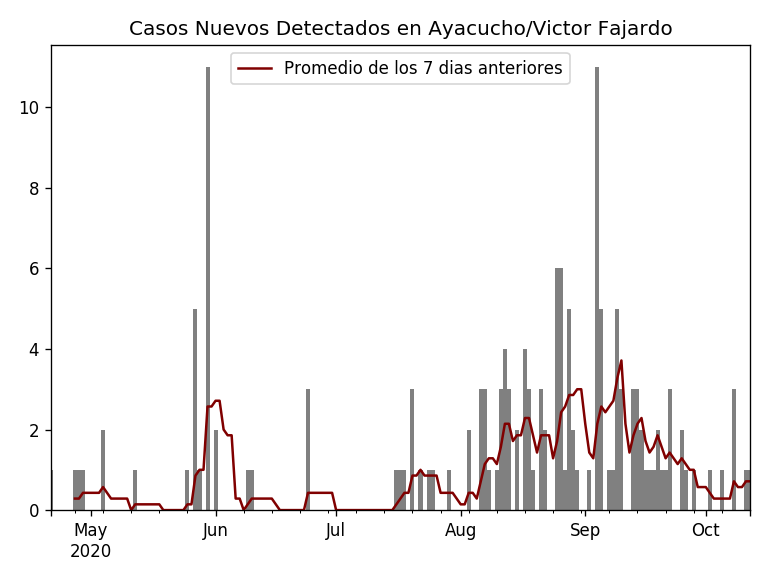 Casos Nuevos Detectados en Ayacucho/Victor Fajardo
Promedio de los 7 dias anteriores
10
8
6
4
2
0
May Jun Jul Aug Sep Oct
2020